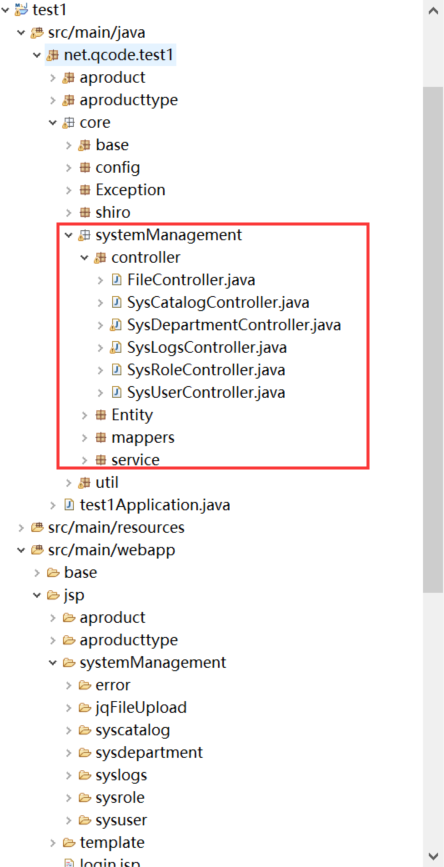 test1
src/main/java
net.qcode.test1
aproduct
aproducttype
core
base
config
Exception
shiro
systemManagement
controller
FileController.java
SysCatalogController.java
SysDepartmentController.java
SysLogsController.java
SysRoleController.java
SysUserController.java
Entity
mappers
service
util
test1Application.java
src/main/resources
src/main/webapp
base
jsp
aproduct
aproducttype
systemManagement
error
jqFileUpload
syscatalog
sysdepartment
syslogs
sysrole
sysuser
template
login.jsp